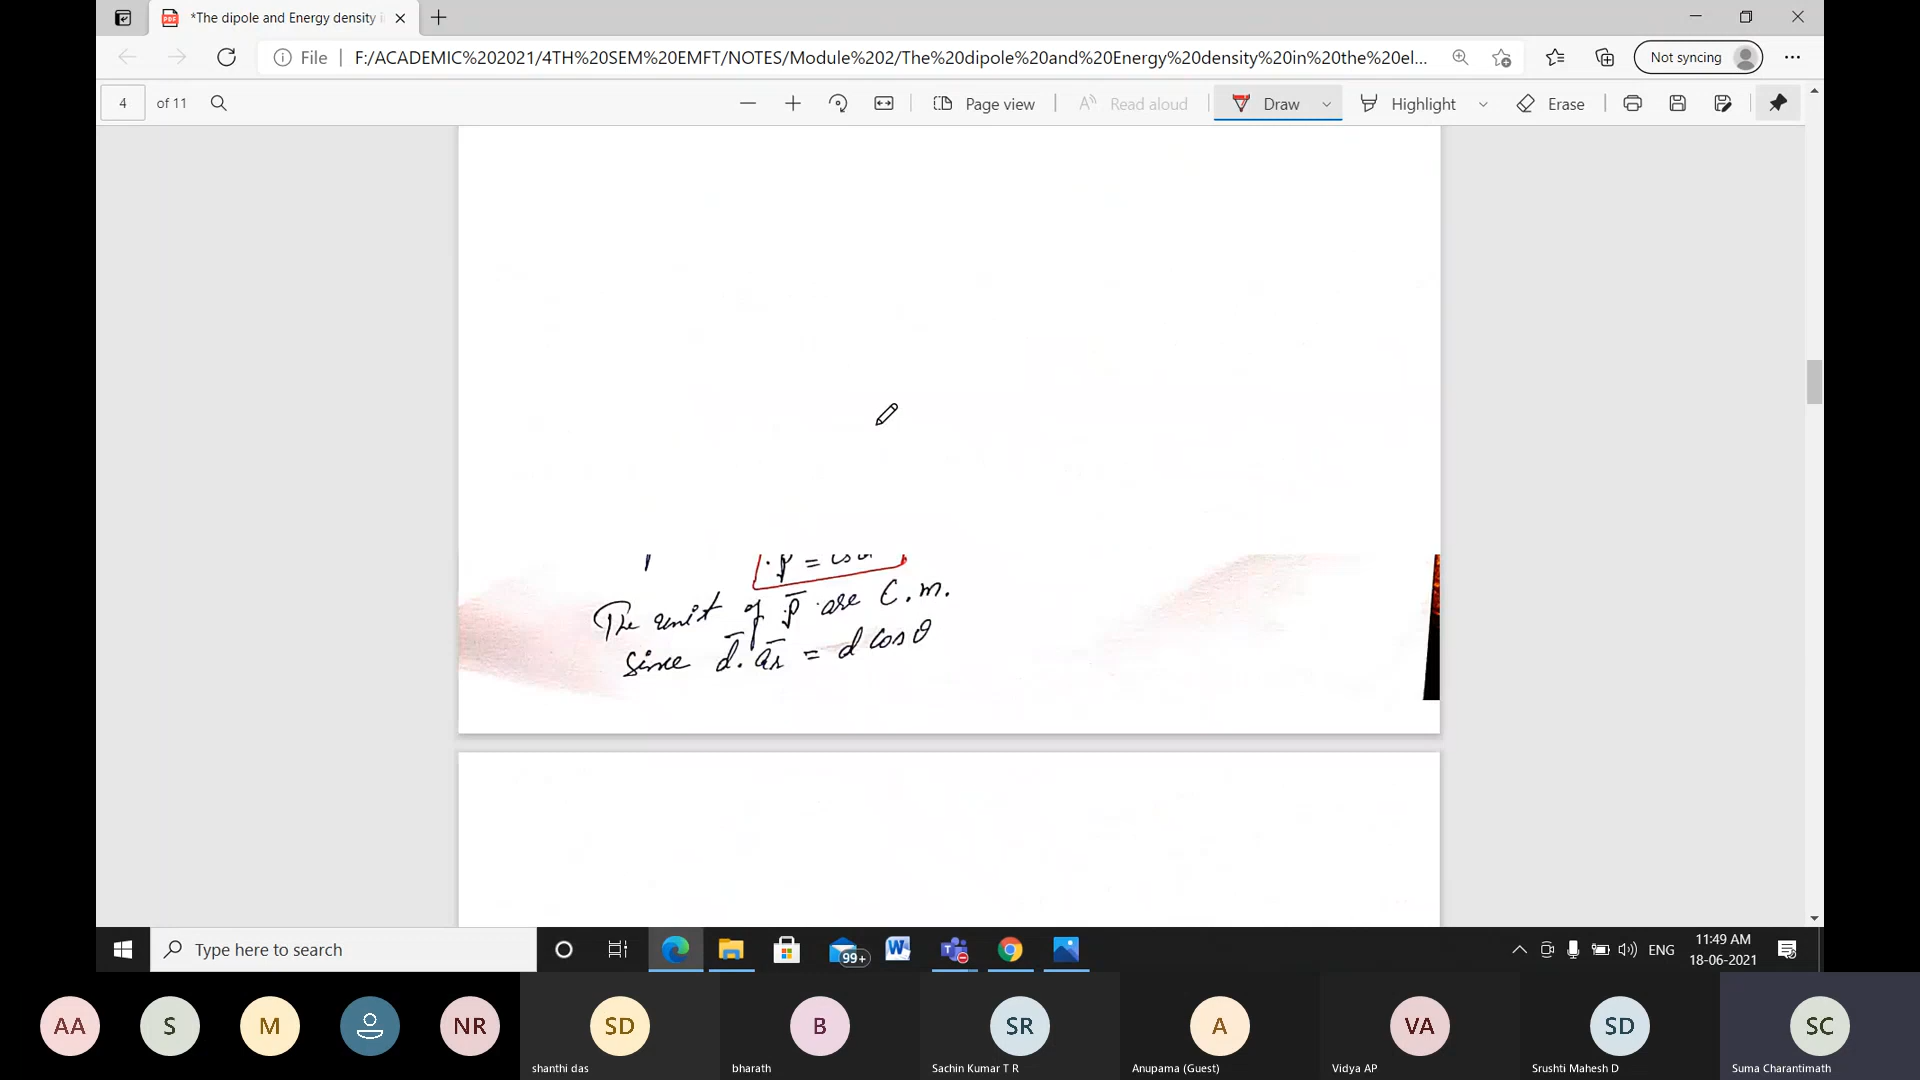 *The dipole and Energy density i
File
F:/ACADEMIC%202021/4TH%20SEM%20EMFT/NOTES/Module%202/The%20dipole%20and%20Energy%20density%20in%20the%20el...
Not syncing
4 of 11
Page view
Read aloud
Draw
Highlight
Erase
The unit of p̄ are C.m.
since d̄.a̅r = d cosθ
Type here to search
99+
ENG
11:49 AM
18-06-2021
AA
S
M
NR
SD
B
SR
A
VA
SD
SC
shanthi das
bharath
Sachin Kumar T R
Anupama (Guest)
Vidya AP
Srushti Mahesh D
Suma Charantimath